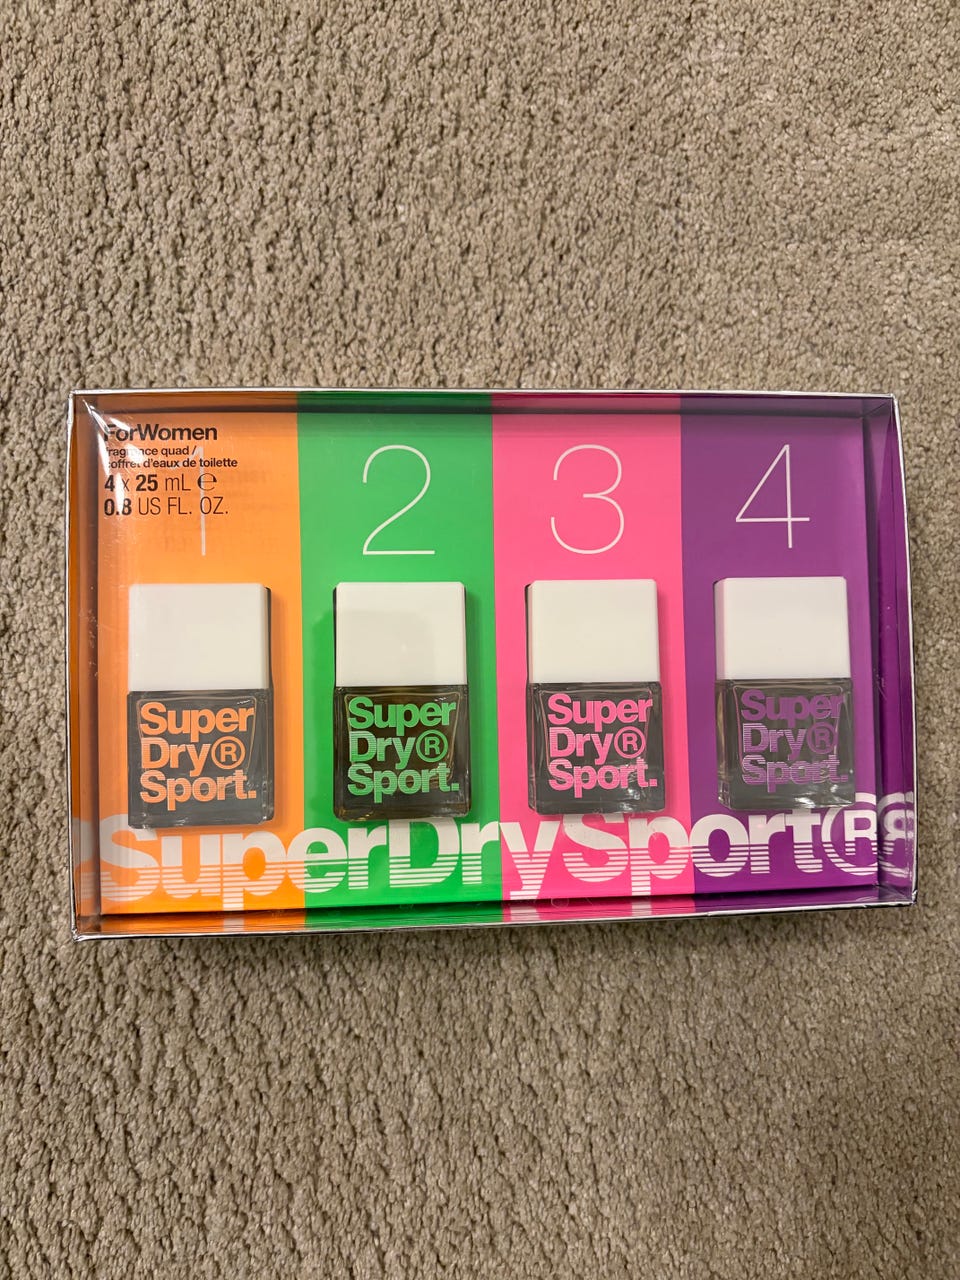 ForWomen
fragrance quad /
coffret d'eaux de toilette
4 x 25 mL ℮
0.8 US FL. OZ.
1
2
3
4
Super
Dry®
Sport.
Super
Dry®
Sport.
Super
Dry®
Sport.
Super
Dry®
Sport.
SuperDrySport®